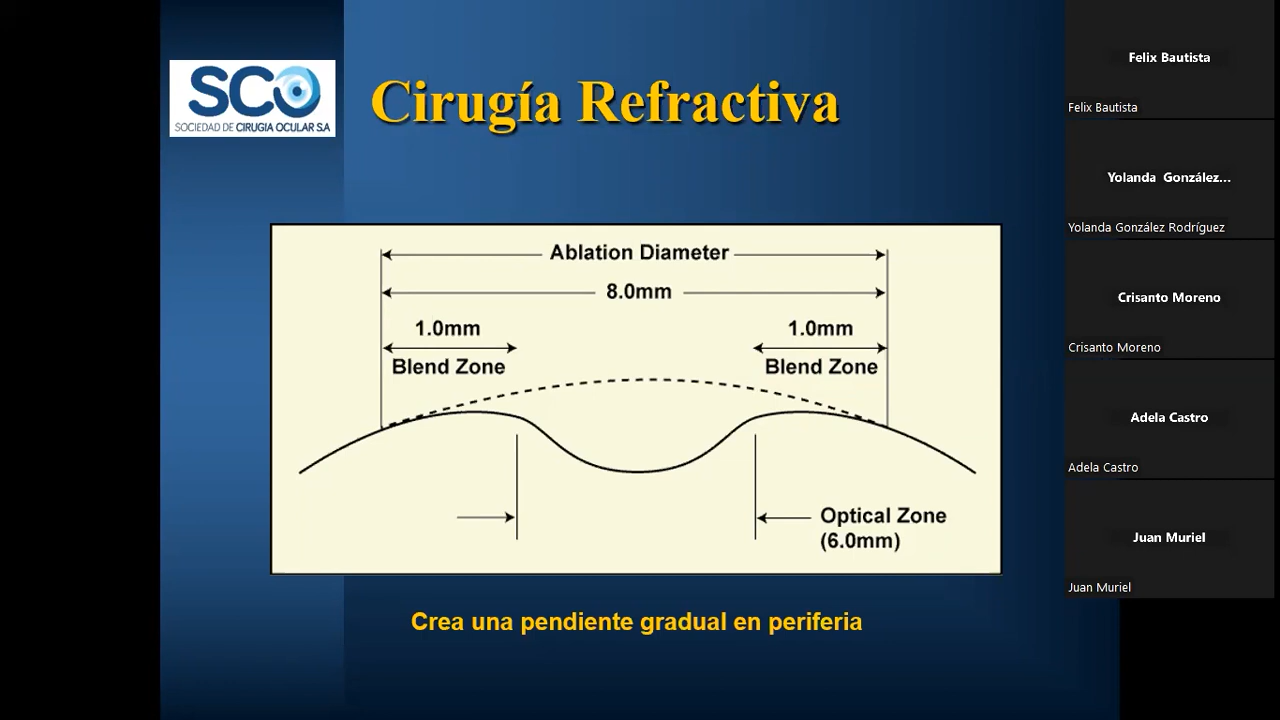 SCO
SOCIEDAD DE CIRUGIA OCULAR S.A
Cirugía Refractiva
Ablation Diameter
8.0mm
1.0mm
Blend Zone
1.0mm
Blend Zone
Optical Zone
(6.0mm)
Crea una pendiente gradual en periferia
Felix Bautista
Felix Bautista
Yolanda González...
Yolanda González Rodríguez
Crisanto Moreno
Crisanto Moreno
Adela Castro
Adela Castro
Juan Muriel
Juan Muriel